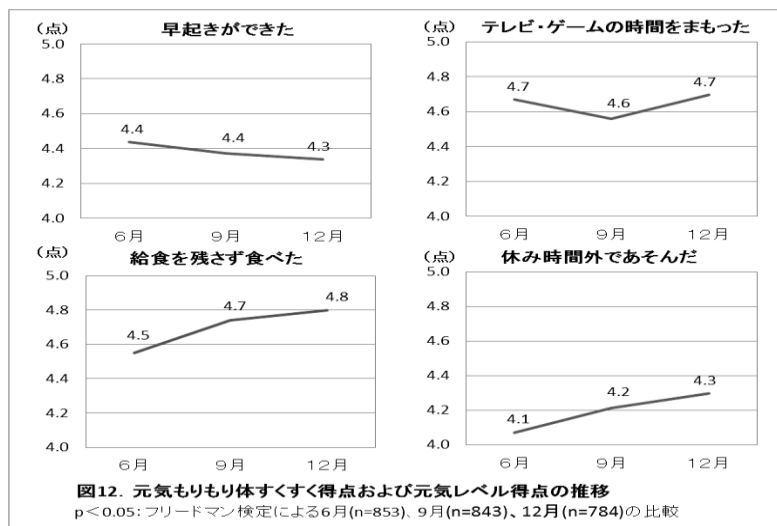 早起きができた
(点)
5.0
4.8
4.6
4.4
4.2
4.0
4.4
4.4
4.3
6月
9月
12月
テレビ・ゲームの時間をまもった
(点)
5.0
4.8
4.6
4.4
4.2
4.0
4.7
4.6
4.7
6月
9月
12月
給食を残さず食べた
(点)
5.0
4.8
4.6
4.4
4.2
4.0
4.5
4.7
4.8
6月
9月
12月
休み時間外であそんだ
(点)
5.0
4.8
4.6
4.4
4.2
4.0
4.1
4.2
4.3
6月
9月
12月
図12. 元気もりもり体すくすく得点および元気レベル得点の推移
p<0.05:フリードマン検定による6月(n=853)、9月(n=843)、12月(n=784)の比較